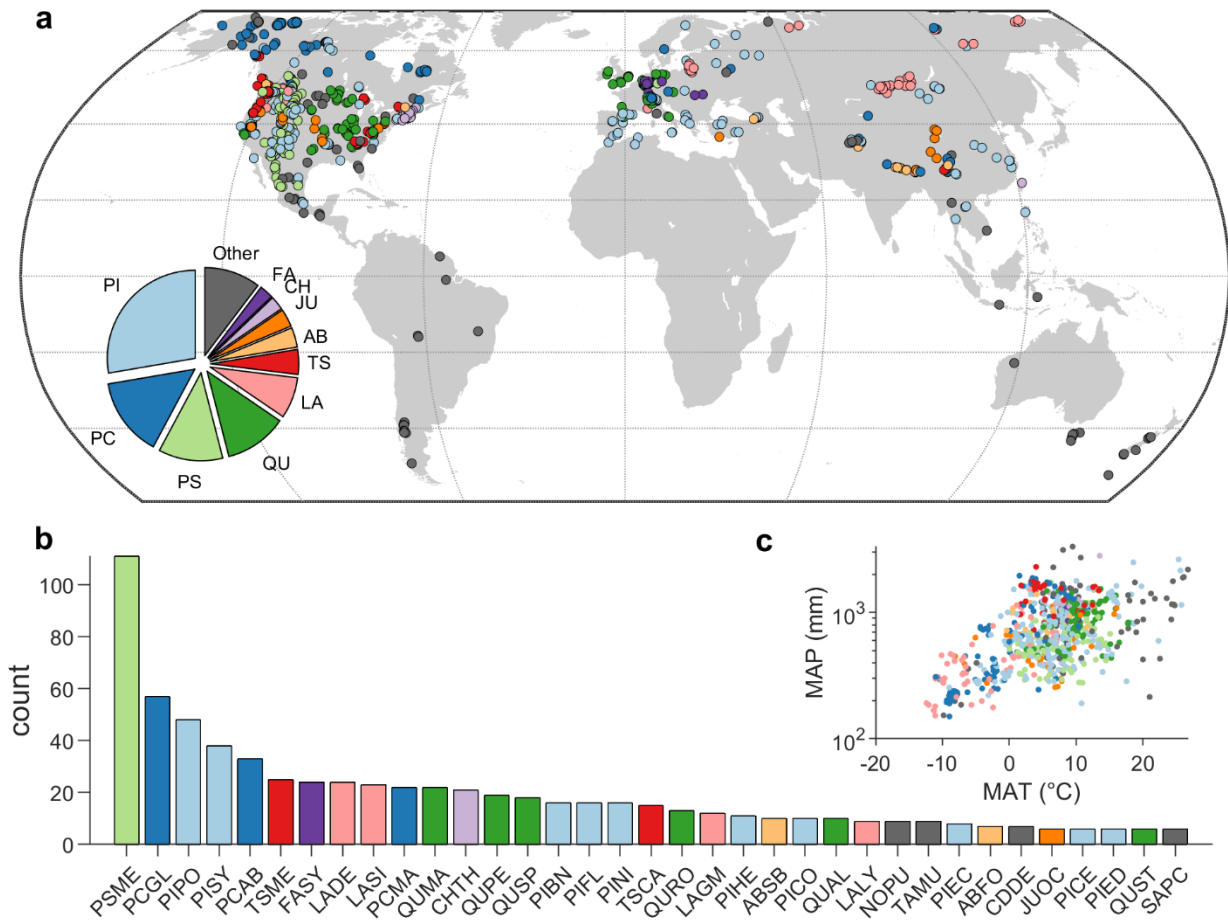 a
Other
FA
CH
JU
AB
TS
LA
QU
PS
PC
PI
b
c
count
100
80
60
40
20
0
PSME
PCGL
PIPO
PISY
PCAB
TSME
FASY
LADE
LASI
PCMA
QUMA
CHTH
QUPE
QUSP
PIBN
PIFL
PINI
TSCA
QURO
LAGM
PIHE
ABSB
PICO
QUAL
LALY
NOPU
TAMU
PIEC
ABFO
CDDE
JUOC
PICE
PIED
QUST
SAPC
MAP (mm)
10³
10²
-20 -10 0 10 20
MAT (°C)